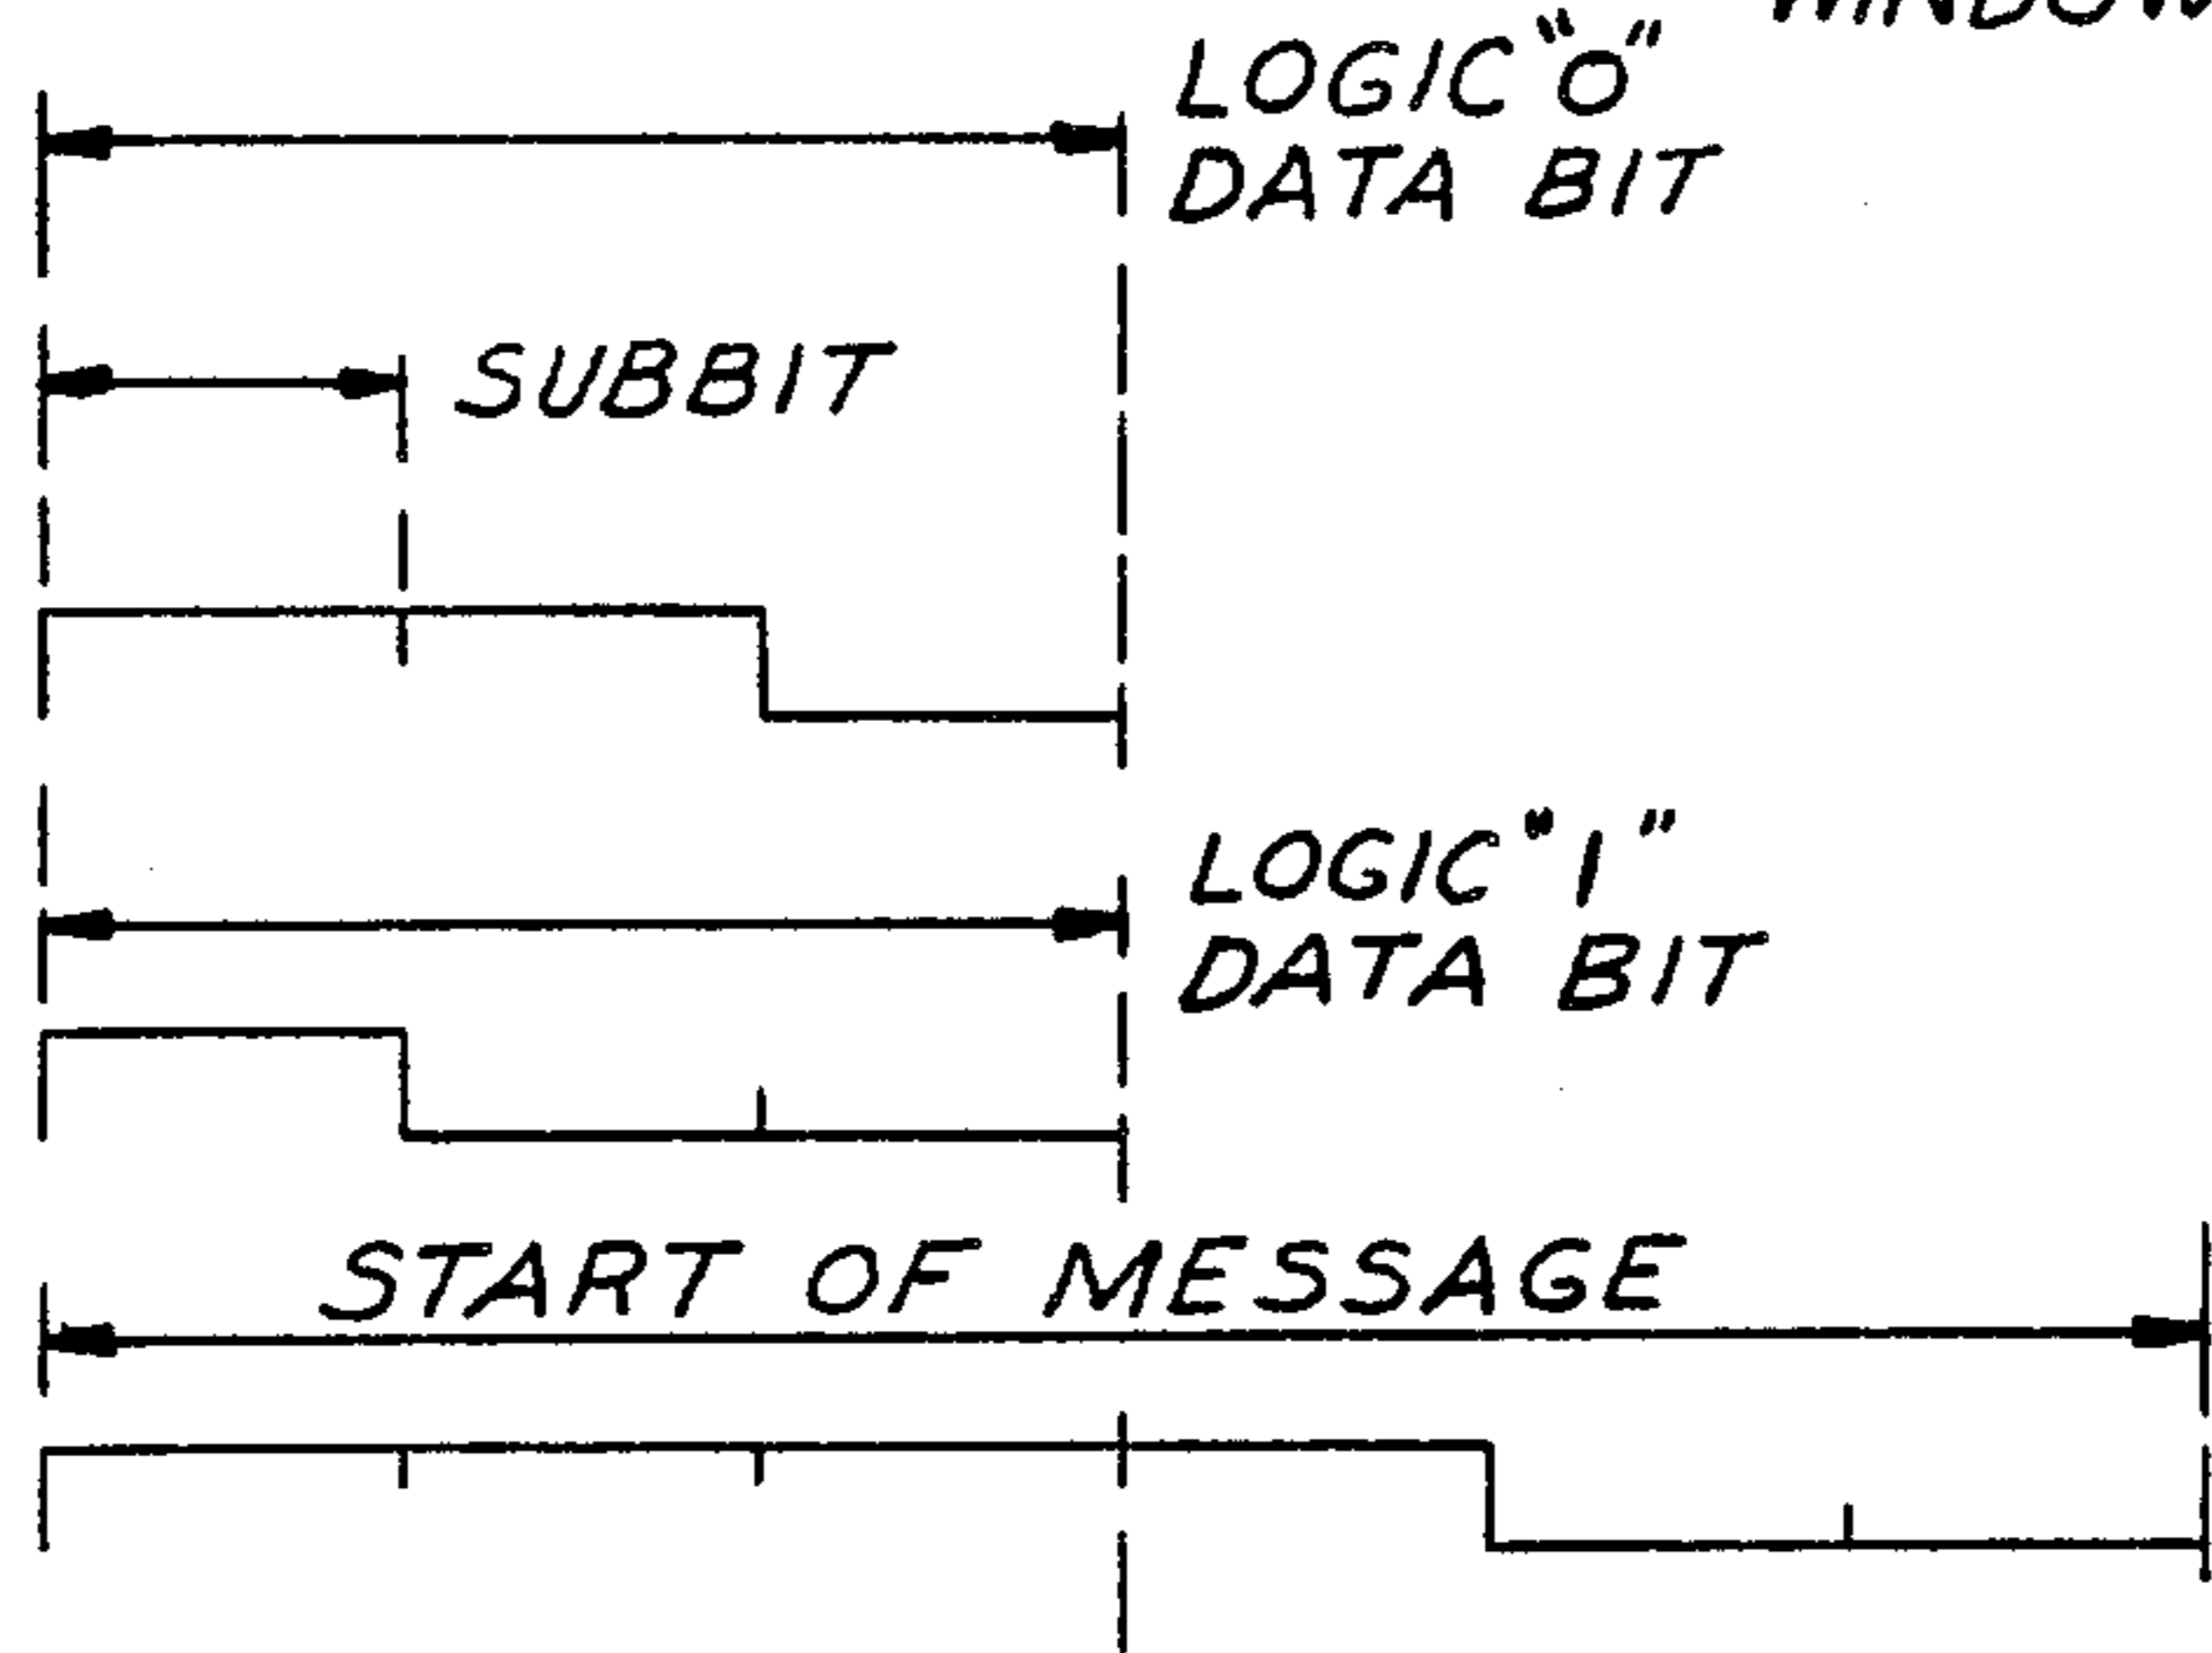 LOGIC "0"
DATA BIT
SUBBIT
LOGIC "1"
DATA BIT
START OF MESSAGE